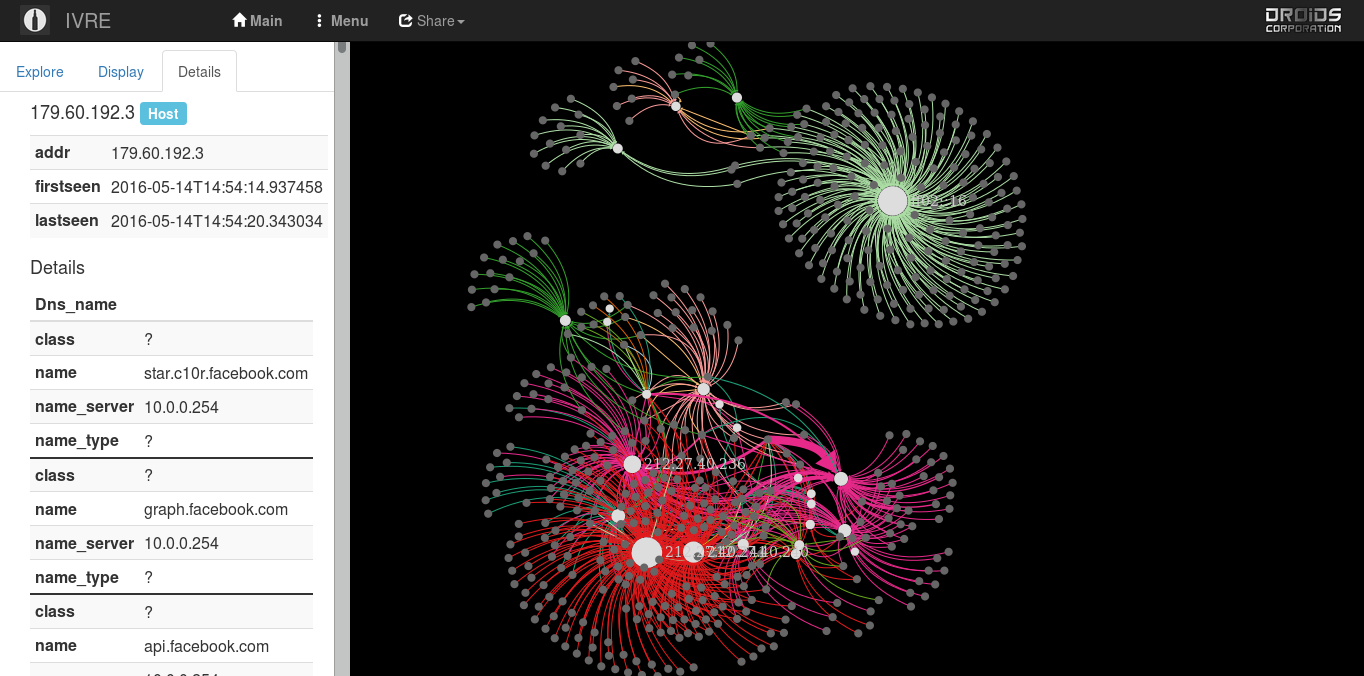 IVRE
Main
Menu
Share
DROIDS
CORPORATION
Explore
Display
Details
179.60.192.3 Host
addr 179.60.192.3
firstseen 2016-05-14T14:54:14.937458
lastseen 2016-05-14T14:54:20.343034
Details
Dns_name
class ?
name star.c10r.facebook.com
name_server 10.0.0.254
name_type ?
class ?
name graph.facebook.com
name_server 10.0.0.254
name_type ?
class ?
name api.facebook.com
212.27.40.236